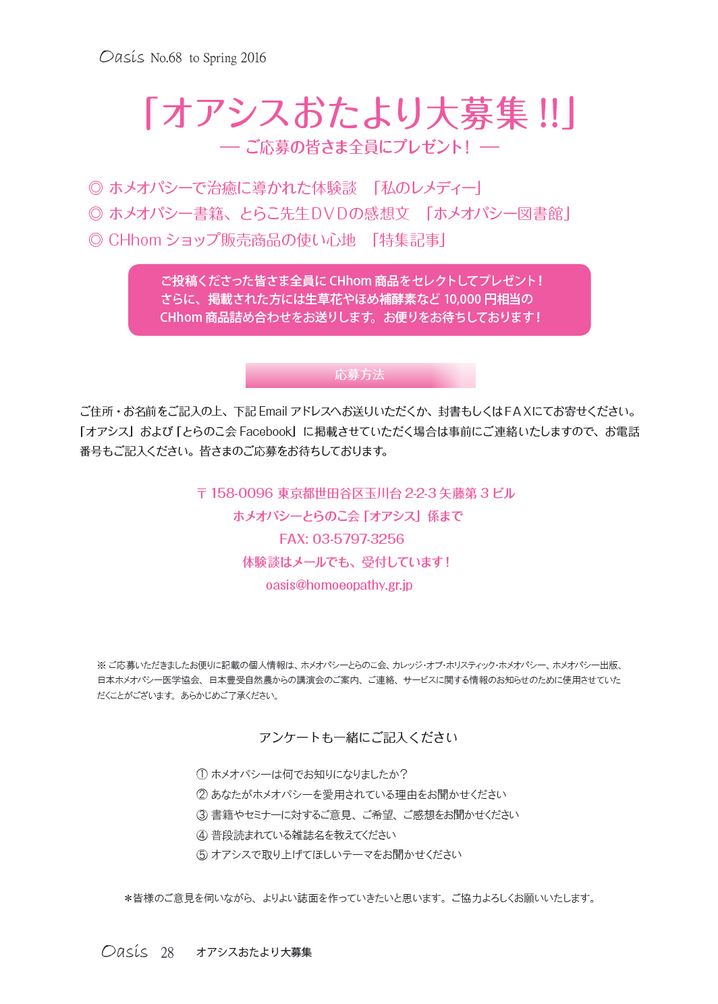 Oasis No.68 to Spring 2016
「オアシスおたより大募集 !!」
― ご応募の皆さま全員にプレゼント！ ―
◎ ホメオパシーで治癒に導かれた体験談 「私のレメディー」
◎ ホメオパシー書籍、とらこ先生ＤＶＤの感想文 「ホメオパシー図書館」
◎ CHhom ショップ販売商品の使い心地 「特集記事」
ご投稿くださった皆さま全員に CHhom 商品をセレクトしてプレゼント！
さらに、掲載された方には生草花やほめ補酵素など 10,000 円相当の
CHhom 商品詰め合わせをお送りします。お便りをお待ちしております！
応募方法
ご住所・お名前をご記入の上、下記 Email アドレスへお送りいただくか、封書もしくはＦＡＸにてお寄せください。
「オアシス」および「とらのこ会 Facebook」に掲載させていただく場合は事前にご連絡いたしますので、お電話
番号もご記入ください。皆さまのご応募をお待ちしております。
〒 158-0096 東京都世田谷区玉川台 2-2-3 矢藤第 3 ビル
ホメオパシーとらのこ会「オアシス」係まで
FAX: 03-5797-3256
体験談はメールでも、受付しています！
oasis@homoeopathy.gr.jp
※ ご応募いただきましたお便りに記載の個人情報は、ホメオパシーとらのこ会、カレッジ・オブ・ホリスティック・ホメオパシー、ホメオパシー出版、
日本ホメオパシー医学協会、日本豊受自然農からの講演会のご案内、ご連絡、サービスに関する情報のお知らせのために使用させていた
だくことがございます。あらかじめご了承ください。
アンケートも一緒にご記入ください
① ホメオパシーは何でお知りになりましたか？
② あなたがホメオパシーを愛用されている理由をお聞かせください
③ 書籍やセミナーに対するご意見、ご希望、ご感想をお聞かせください
④ 普段読まれている雑誌名を教えてください
⑤ オアシスで取り上げてほしいテーマをお聞かせください
＊皆様のご意見を伺いながら、よりよい誌面を作っていきたいと思います。ご協力よろしくお願いいたします。
Oasis 28 オアシスおたより大募集